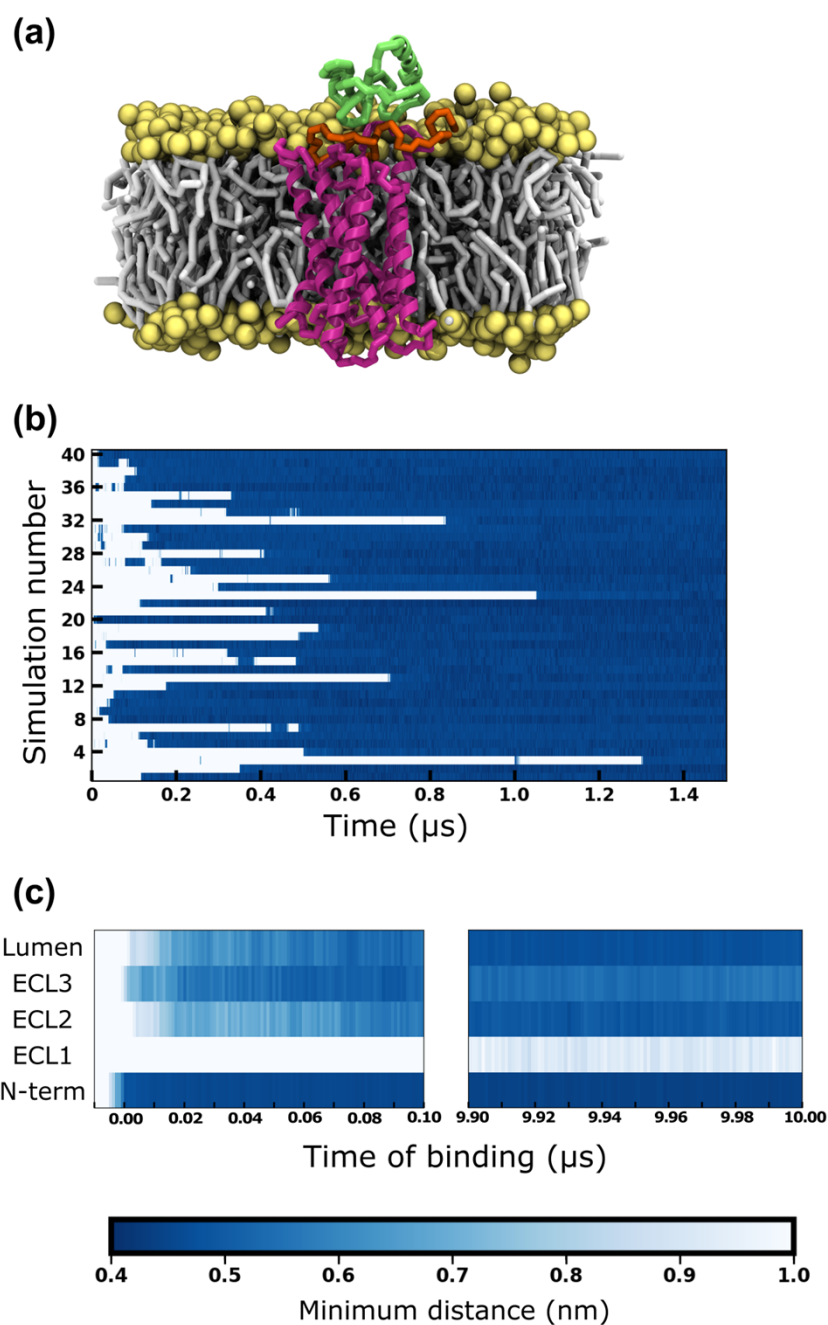 (a)
(b)
Simulation number
40
36
32
28
24
20
16
12
8
4
0 0.2 0.4 0.6 0.8 1.0 1.2 1.4
Time (µs)
(c)
Lumen
ECL3
ECL2
ECL1
N-term
0.00 0.02 0.04 0.06 0.08 0.10 9.90 9.92 9.94 9.96 9.98 10.00
Time of binding (µs)
0.4 0.5 0.6 0.7 0.8 0.9 1.0
Minimum distance (nm)